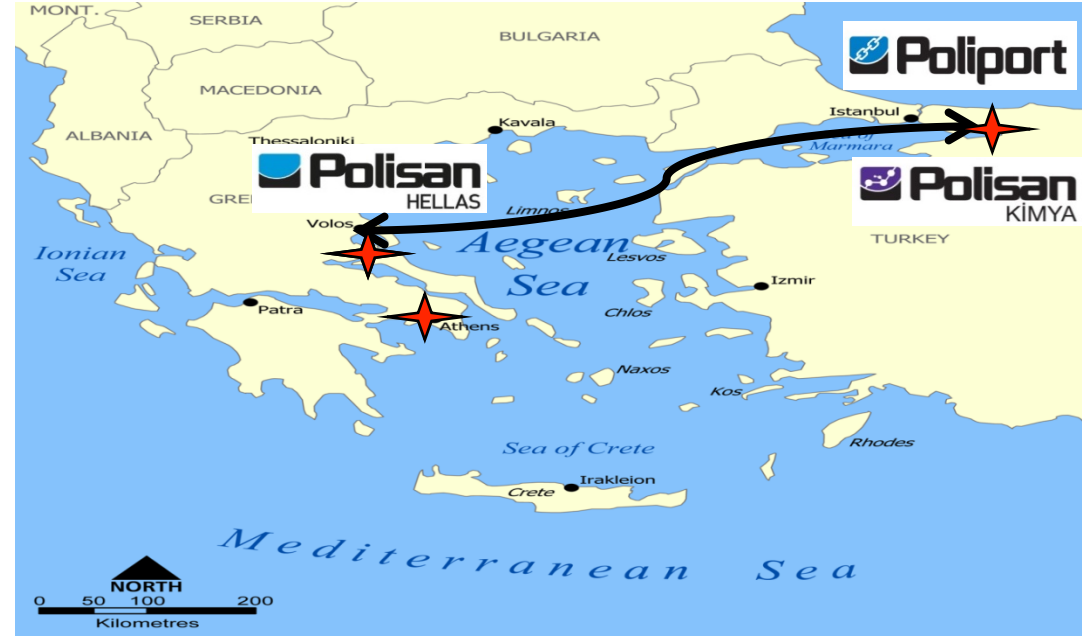 MONT.
SERBIA
BULGARIA
Poliport
MACEDONIA
Istanbul
Kavala
ALBANIA
Thessaloniki
Marmara
Polisan
HELLAS
Polisan
KİMYA
Limnos
Volos
TURKEY
Aegean
Sea
Ionian
Sea
Lesvos
Izmir
Patra
Chlos
Athens
Naxos
Kos
Rhodes
Sea of Crete
Irakleion
Crete
Mediterranean Sea
NORTH
0 50 100 200
Kilometres